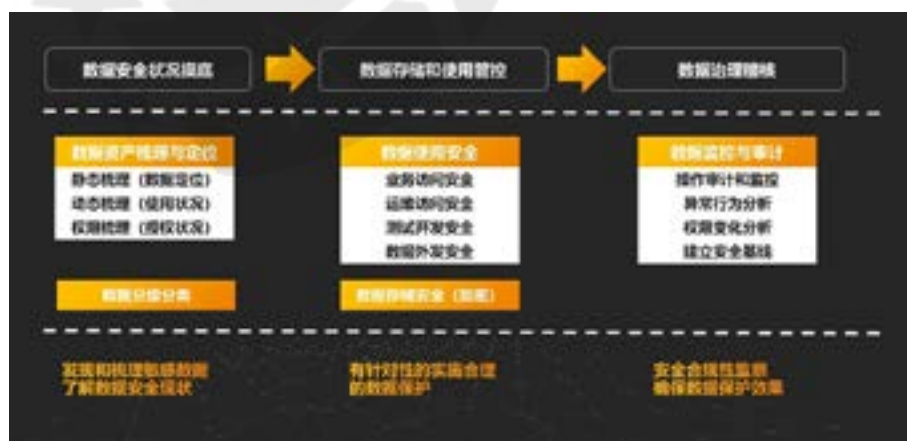 数据安全状况摸底
数据存储和使用管控
数据治理稽核
数据资产梳理与定位
静态梳理（数据定位）
动态梳理（使用状况）
权限梳理（授权状况）
数据分级分类
数据使用安全
业务访问安全
运维访问安全
测试开发安全
数据外发安全
数据存储安全（加密）
数据监控与审计
操作审计和监控
异常行为分析
权限变化分析
建立安全基线
发现和梳理敏感数据
了解数据安全现状
有针对性的实施合理
的数据保护
安全合规性监察
确保数据保护效果